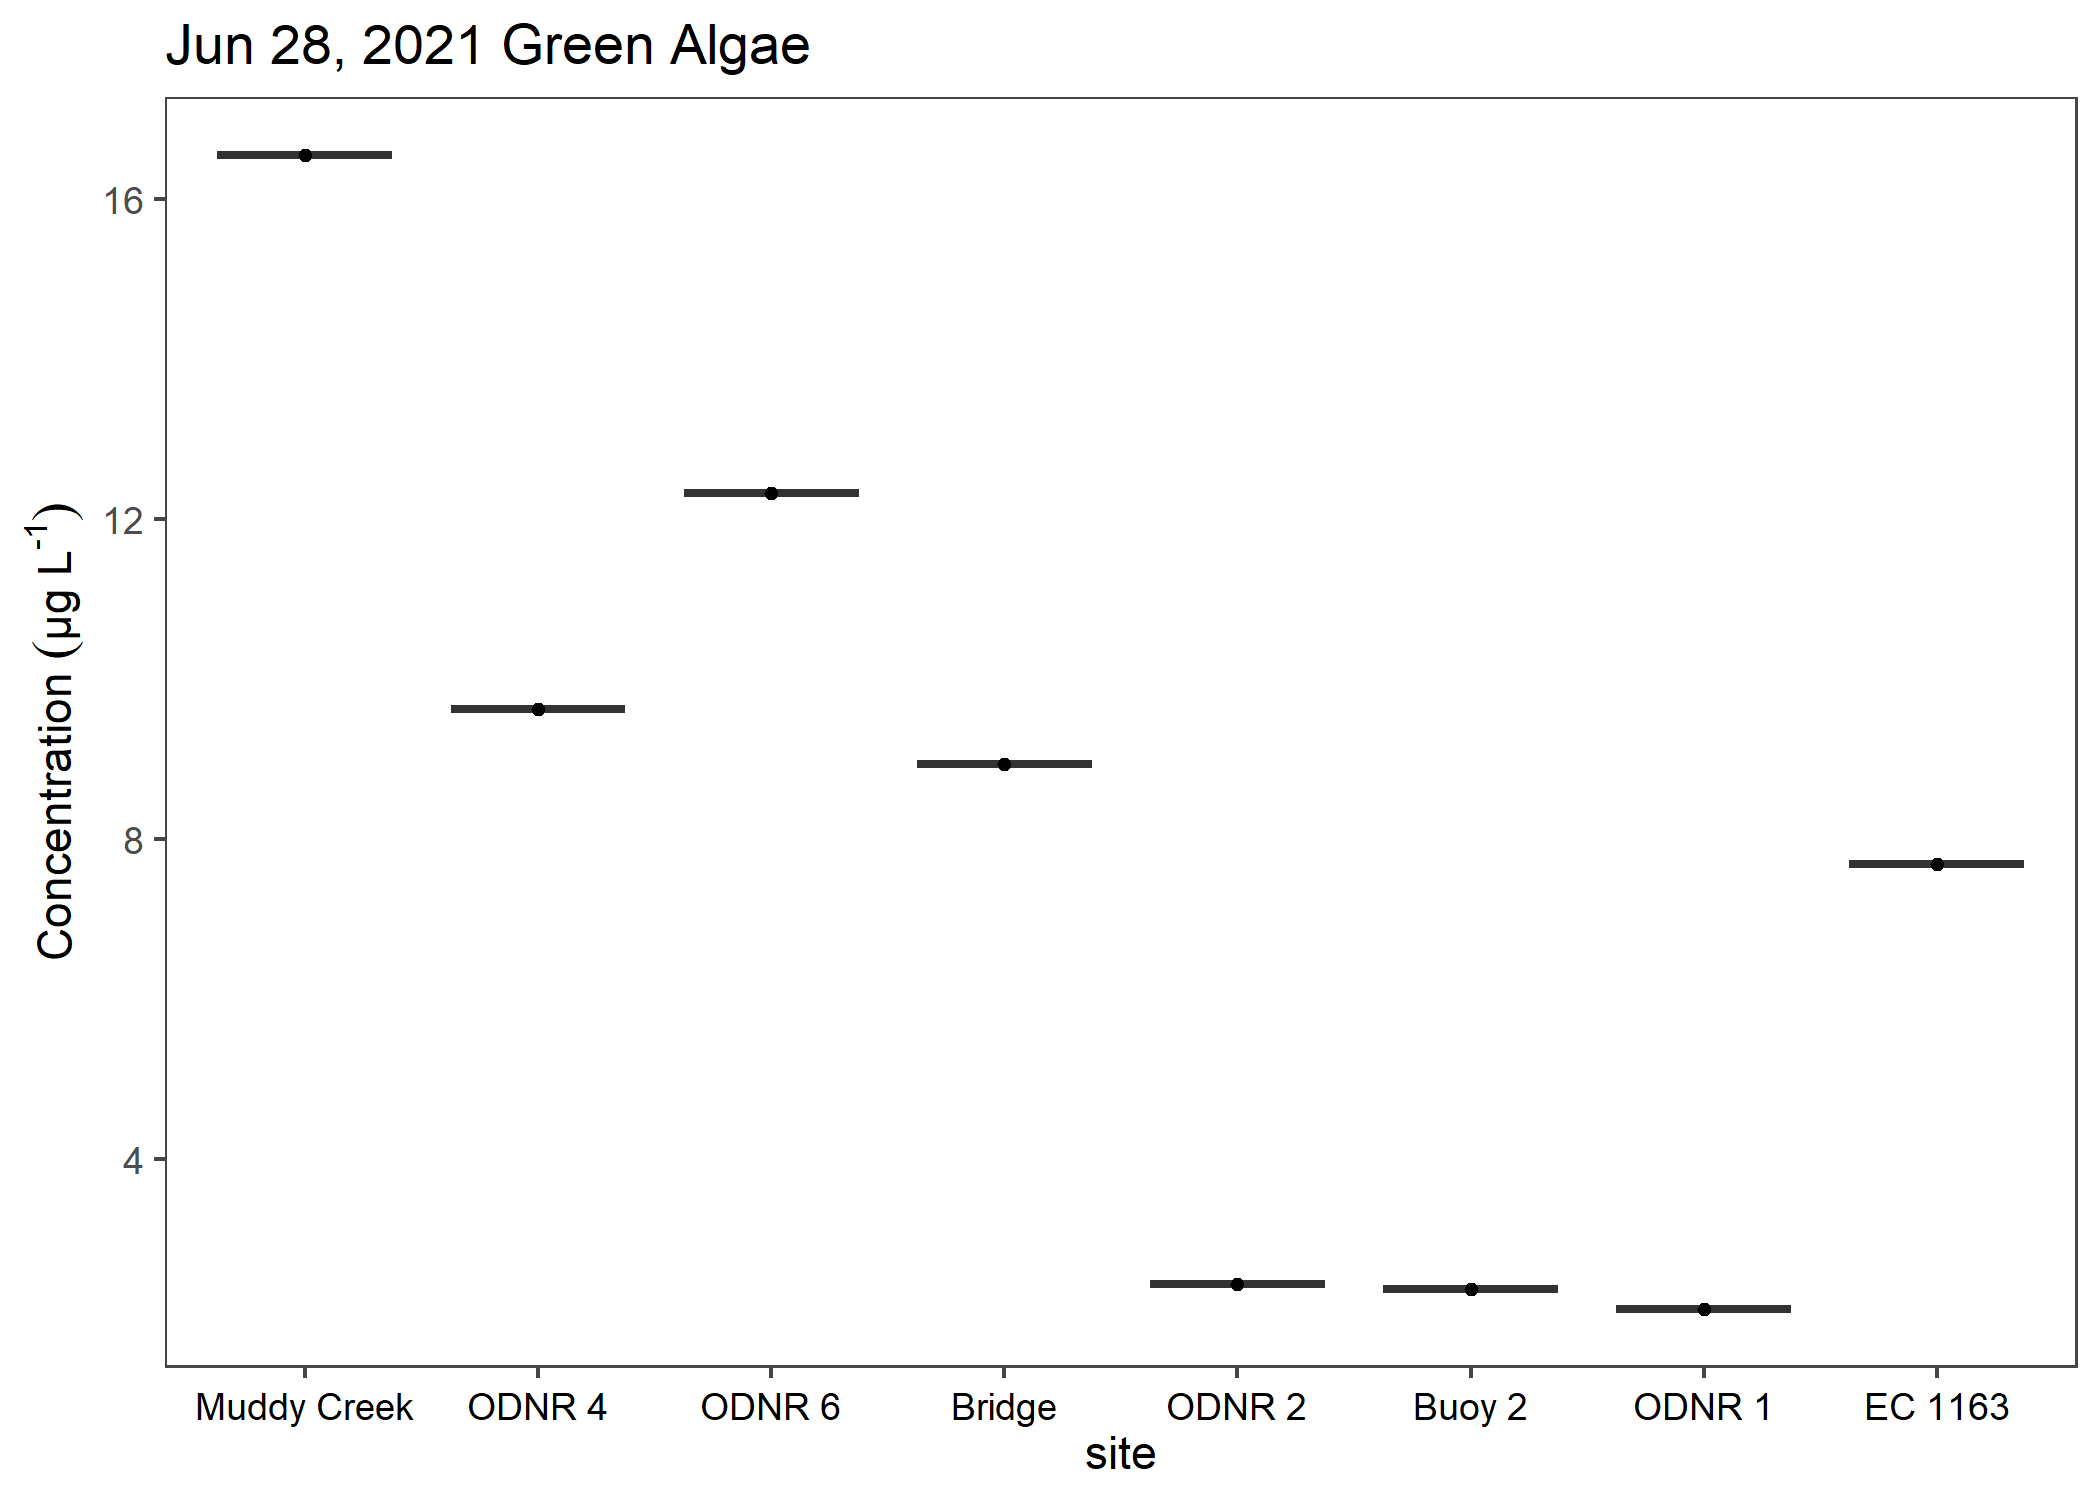 Jun 28, 2021 Green Algae
Concentration (µg L⁻¹)
16
12
8
4
Muddy Creek ODNR 4 ODNR 6 Bridge ODNR 2 Buoy 2 ODNR 1 EC 1163
site